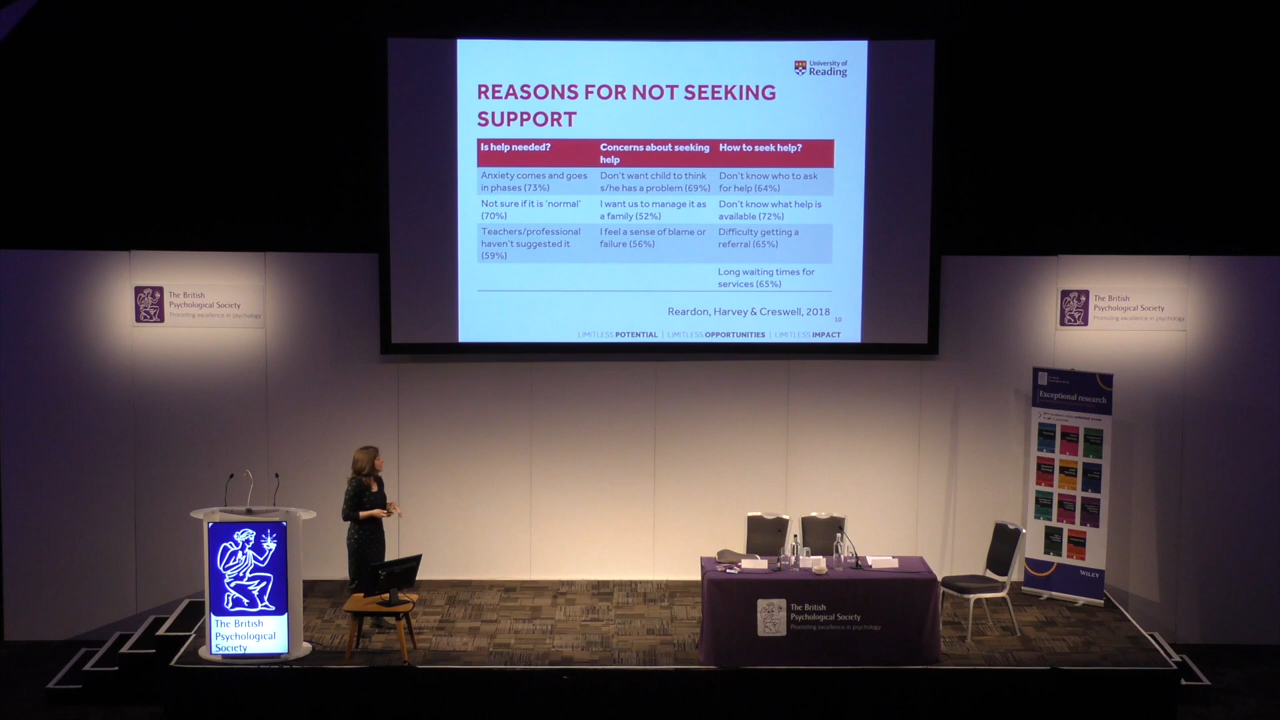 University of
Reading
REASONS FOR NOT SEEKING
SUPPORT
Is help needed?
Concerns about seeking
help
How to seek help?
Anxiety comes and goes
in phases (73%)
Don't want child to think
s/he has a problem (69%)
Don't know who to ask
for help (64%)
Not sure if it is 'normal'
(70%)
I want us to manage it as
a family (52%)
Don't know what help is
available (72%)
Teachers/professional
haven't suggested it
(59%)
I feel a sense of blame or
failure (56%)
Difficulty getting a
referral (65%)
Long waiting times for
services (65%)
Reardon, Harvey & Creswell, 2018
10
LIMITLESS POTENTIAL | LIMITLESS OPPORTUNITIES | LIMITLESS IMPACT
The British
Psychological Society
Promoting excellence in psychology
The British
Psychological Society
Promoting excellence in psychology
Exceptional research
WILEY
The British
Psychological
Society
The British
Psychological Society
Promoting excellence in psychology